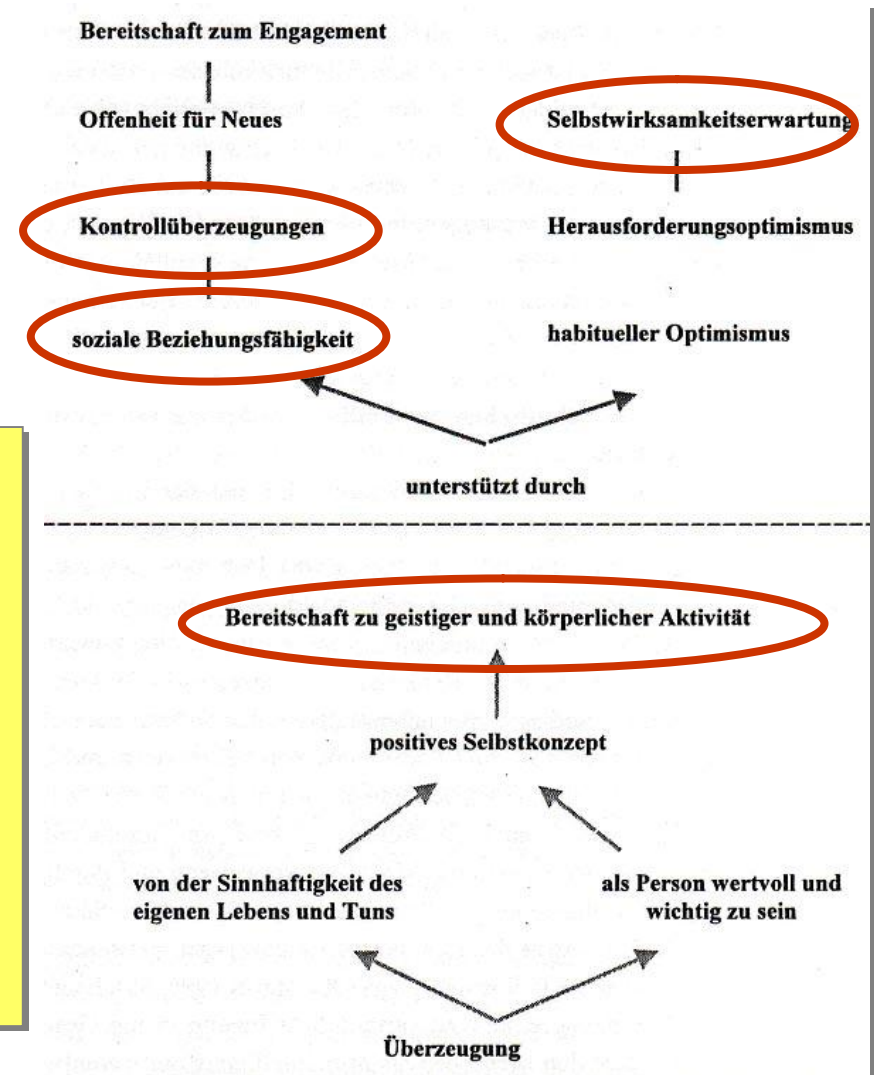 Bereitschaft zum Engagement
Offenheit für Neues
Selbstwirksamkeitserwartung
Kontrollüberzeugungen
Herausforderungsoptimismus
soziale Beziehungsfähigkeit
habitueller Optimismus
unterstützt durch
Bereitschaft zu geistiger und körperlicher Aktivität
positives Selbstkonzept
von der Sinnhaftigkeit des
eigenen Lebens und Tuns
als Person wertvoll und
wichtig zu sein
Überzeugung